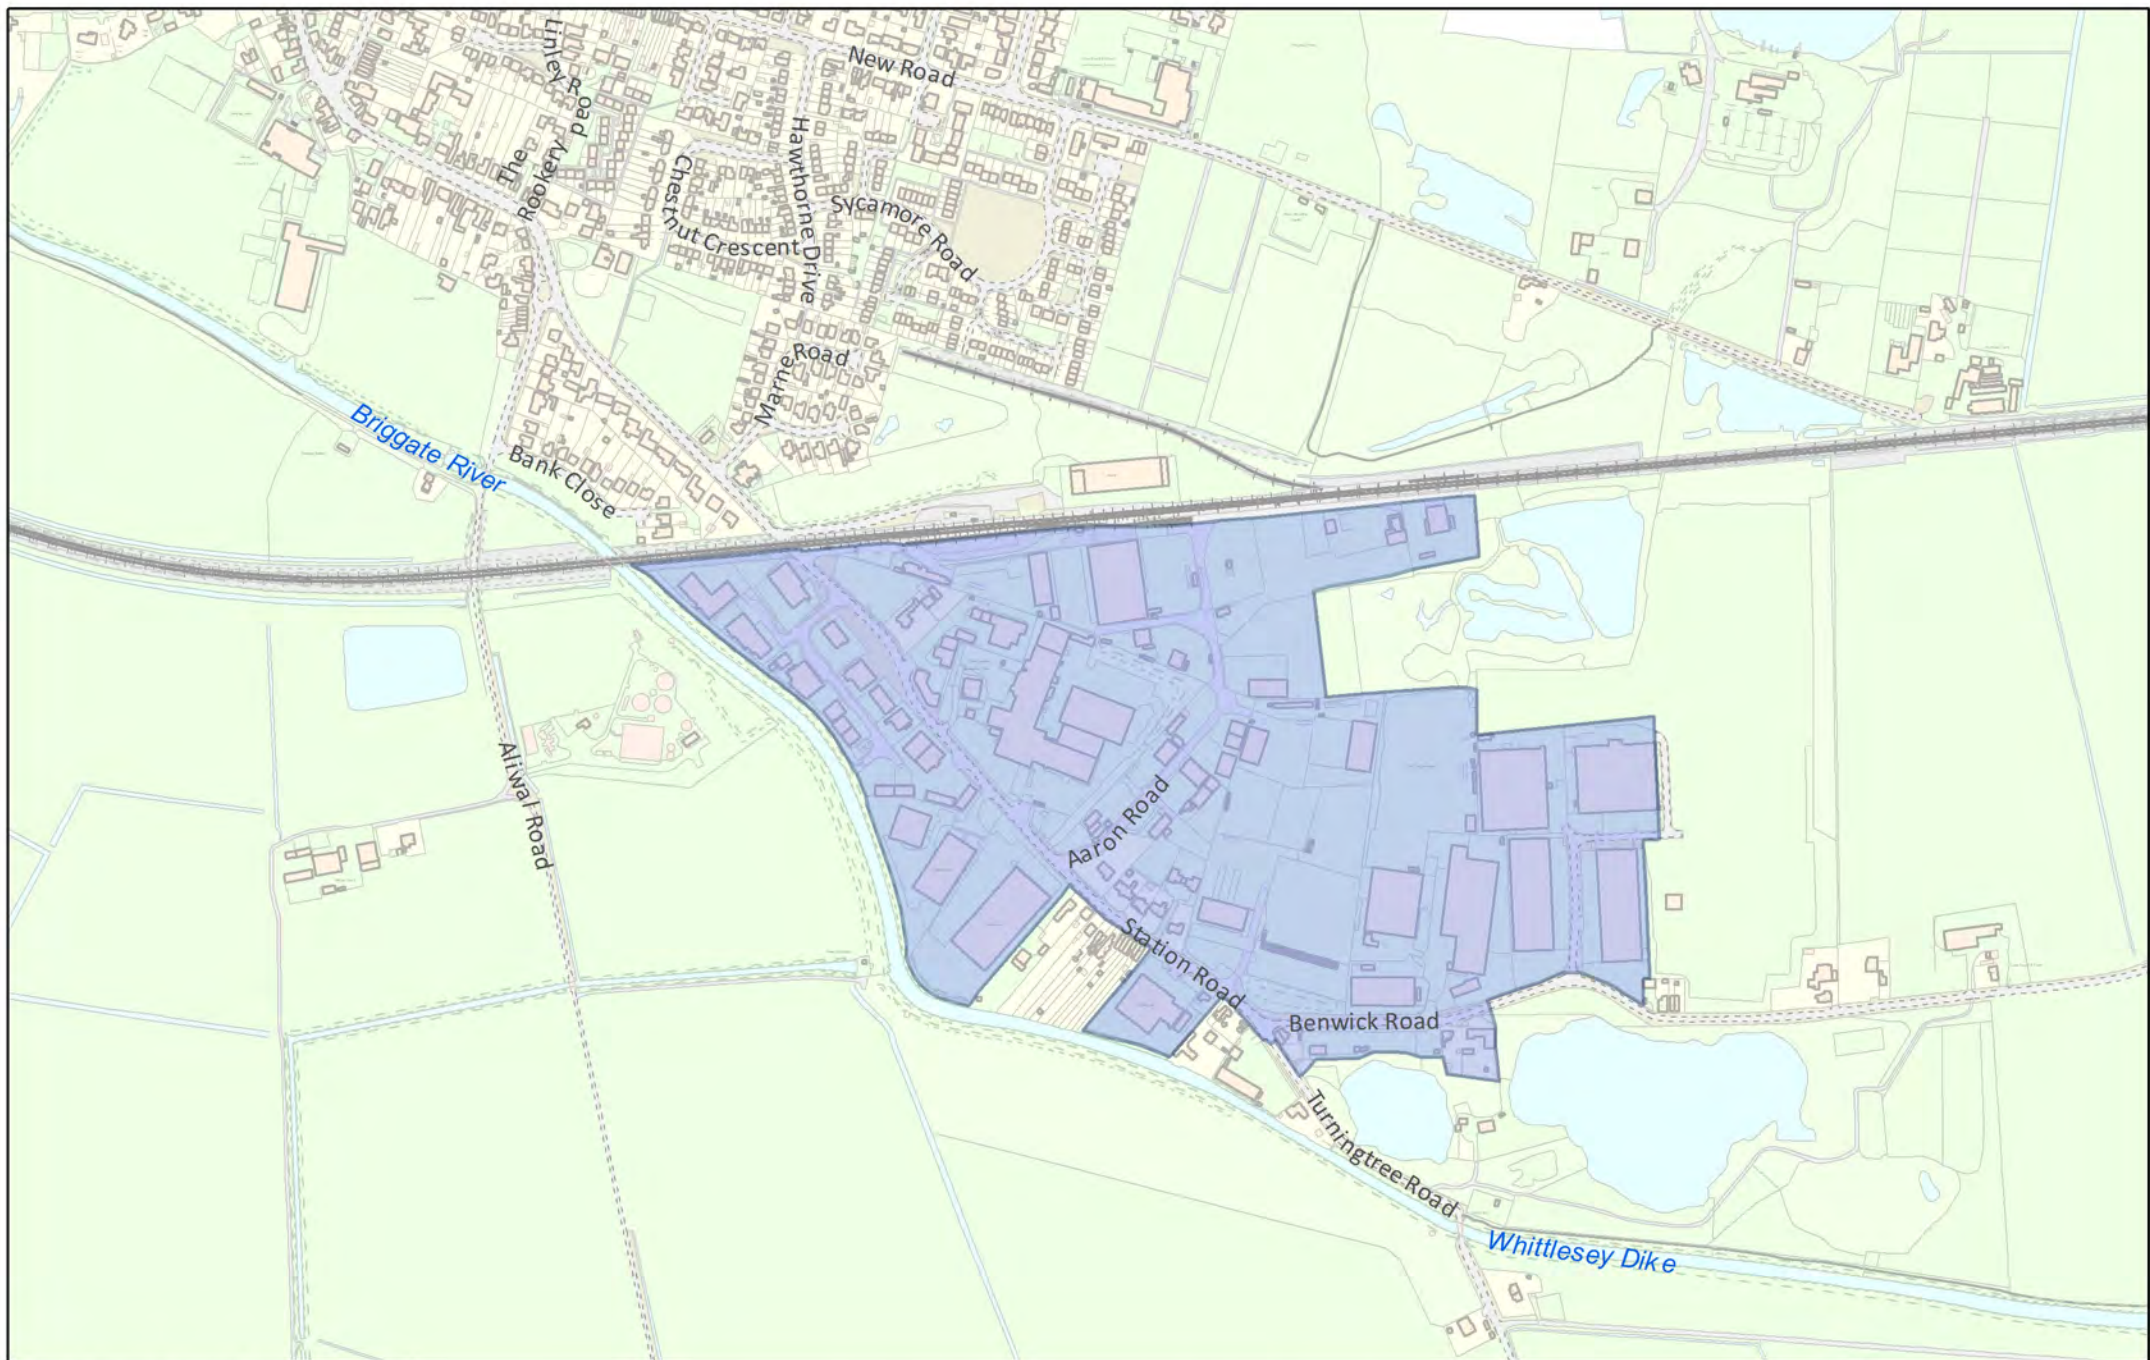 New Road
Linley Road
The Rookery
Hawthorne Drive
Chestnut Crescent
Sycamore Road
Marne Road
Briggate River
Bank Close
Aliwal Road
Aaron Road
Station Road
Benwick Road
Turningtree Road
Whittlesey Dike